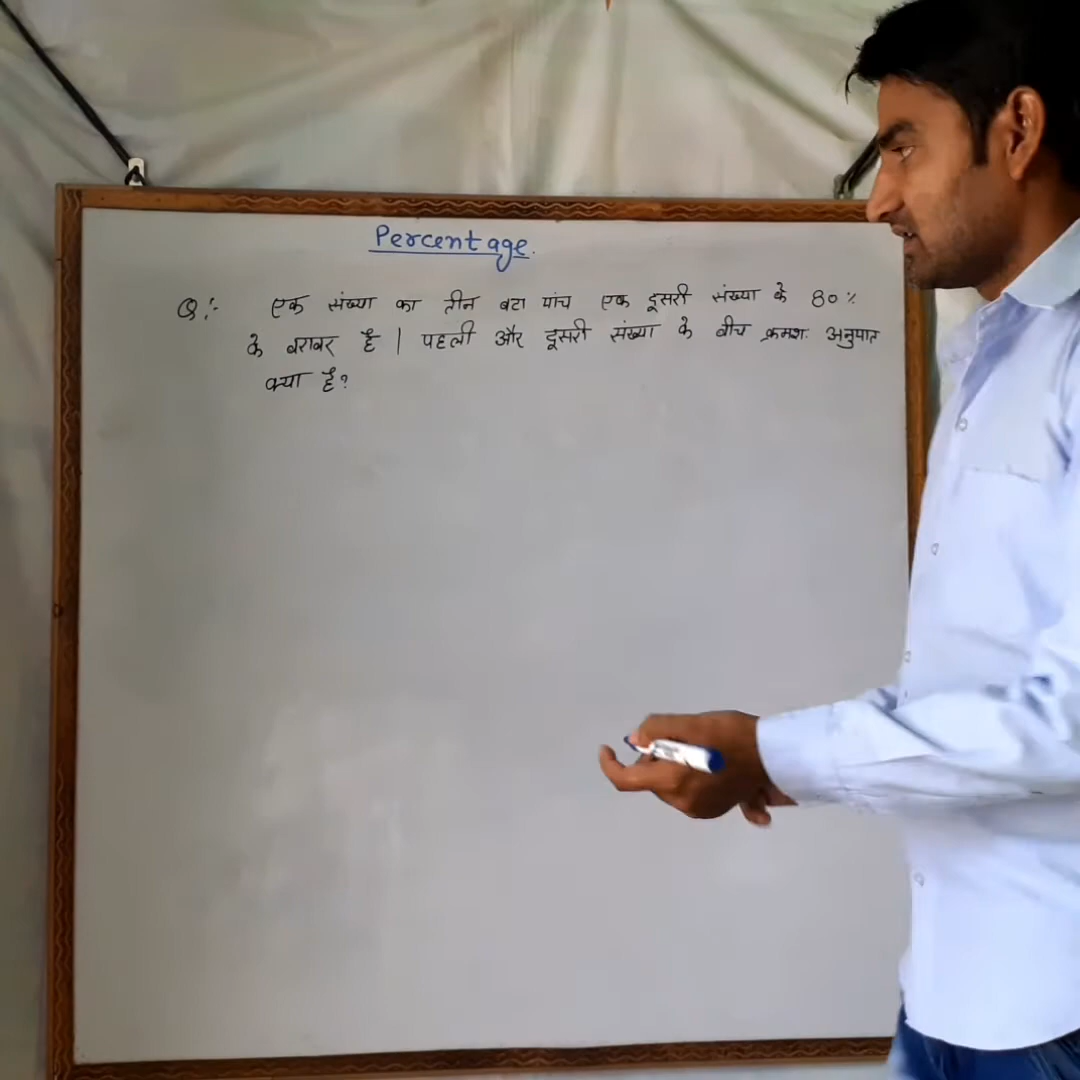 Percentage.
Q:- एक संख्या का तीन बटा पांच एक दूसरी संख्या के 80%
के बराबर है | पहली और दूसरी संख्या के बीच क्रमश: अनुपात
क्या है?